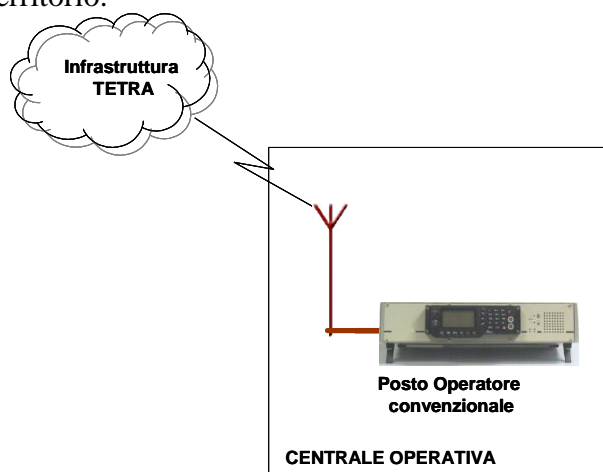 erritorio.
Infrastruttura
TETRA
Posto Operatore
convenzionale
CENTRALE OPERATIVA